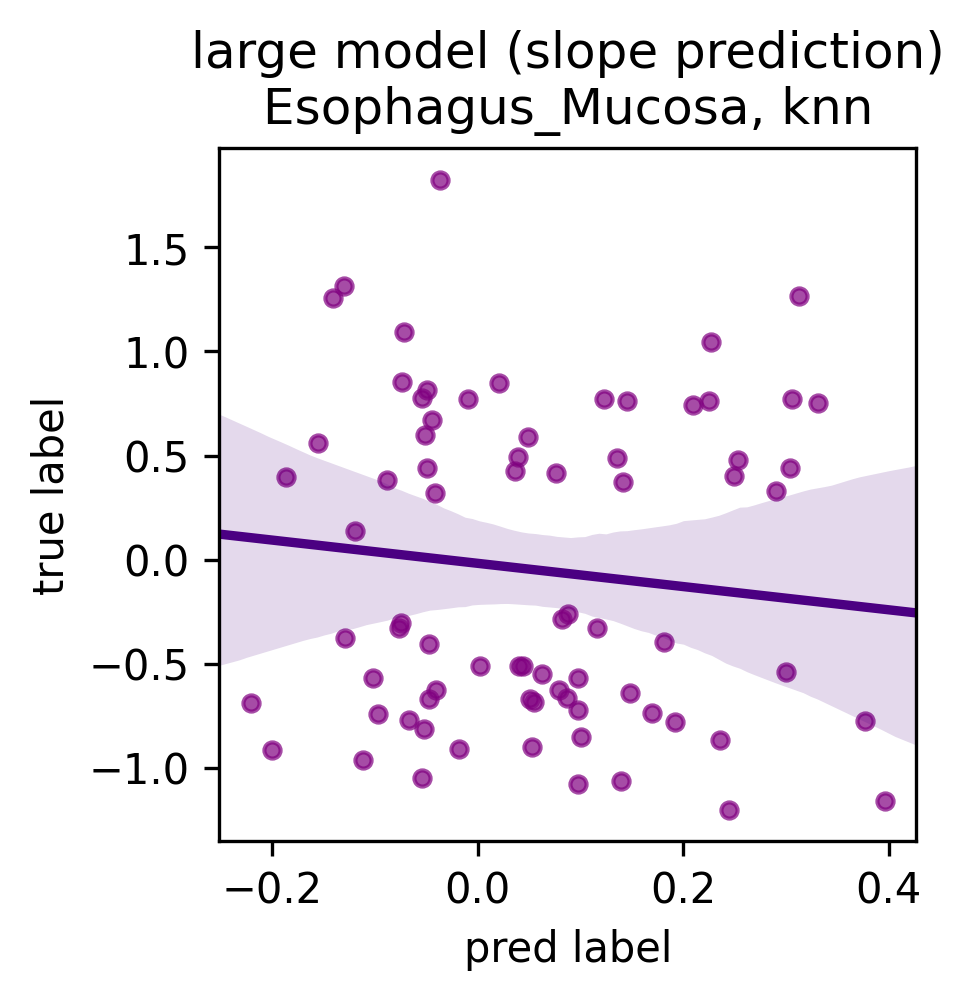 large model (slope prediction)
Esophagus_Mucosa, knn
true label
1.5
1.0
0.5
0.0
−0.5
−1.0
−0.2
0.0
0.2
0.4
pred label